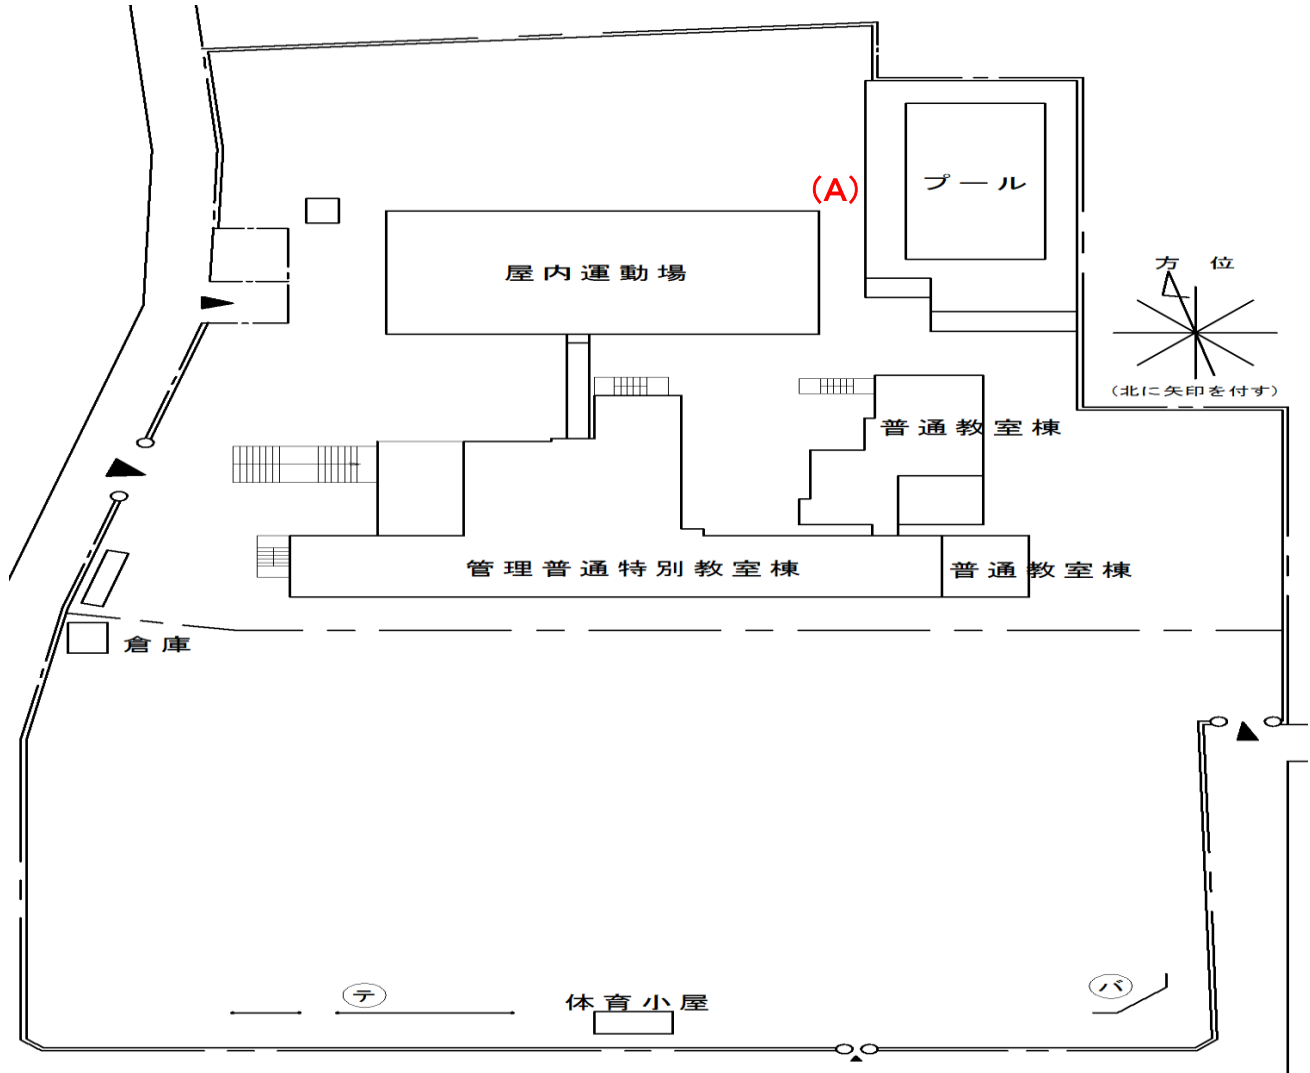 プール
(A)
屋内運動場
方位
(北に矢印を付す)
普通教室棟
管理普通特別教室棟
普通教室棟
倉庫
テ
体育小屋
バ